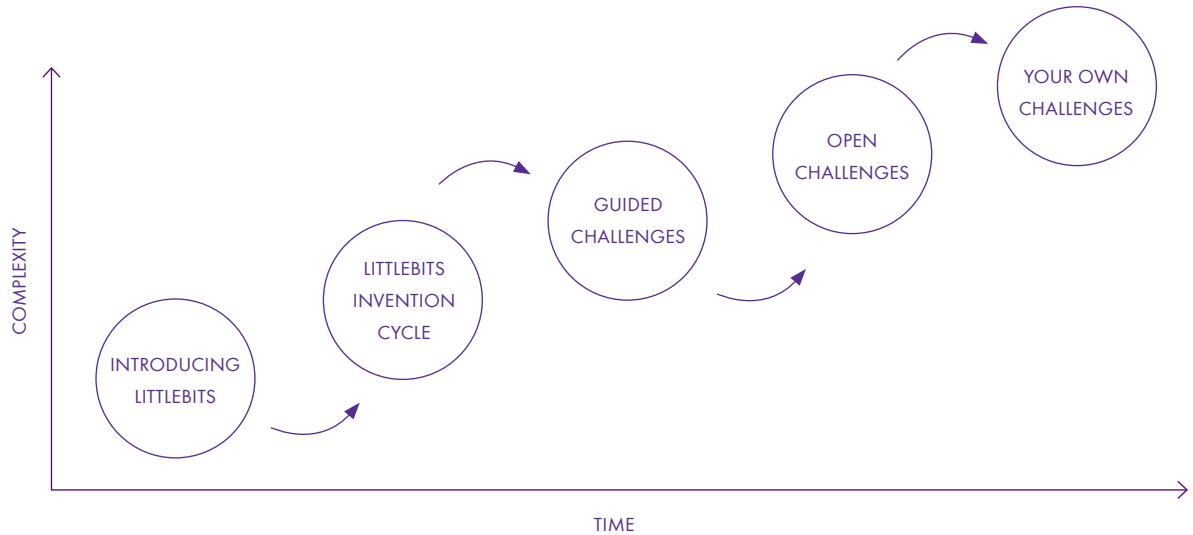 COMPLEXITY
INTRODUCING
LITTLEBITS
LITTLEBITS
INVENTION
CYCLE
GUIDED
CHALLENGES
OPEN
CHALLENGES
YOUR OWN
CHALLENGES
TIME